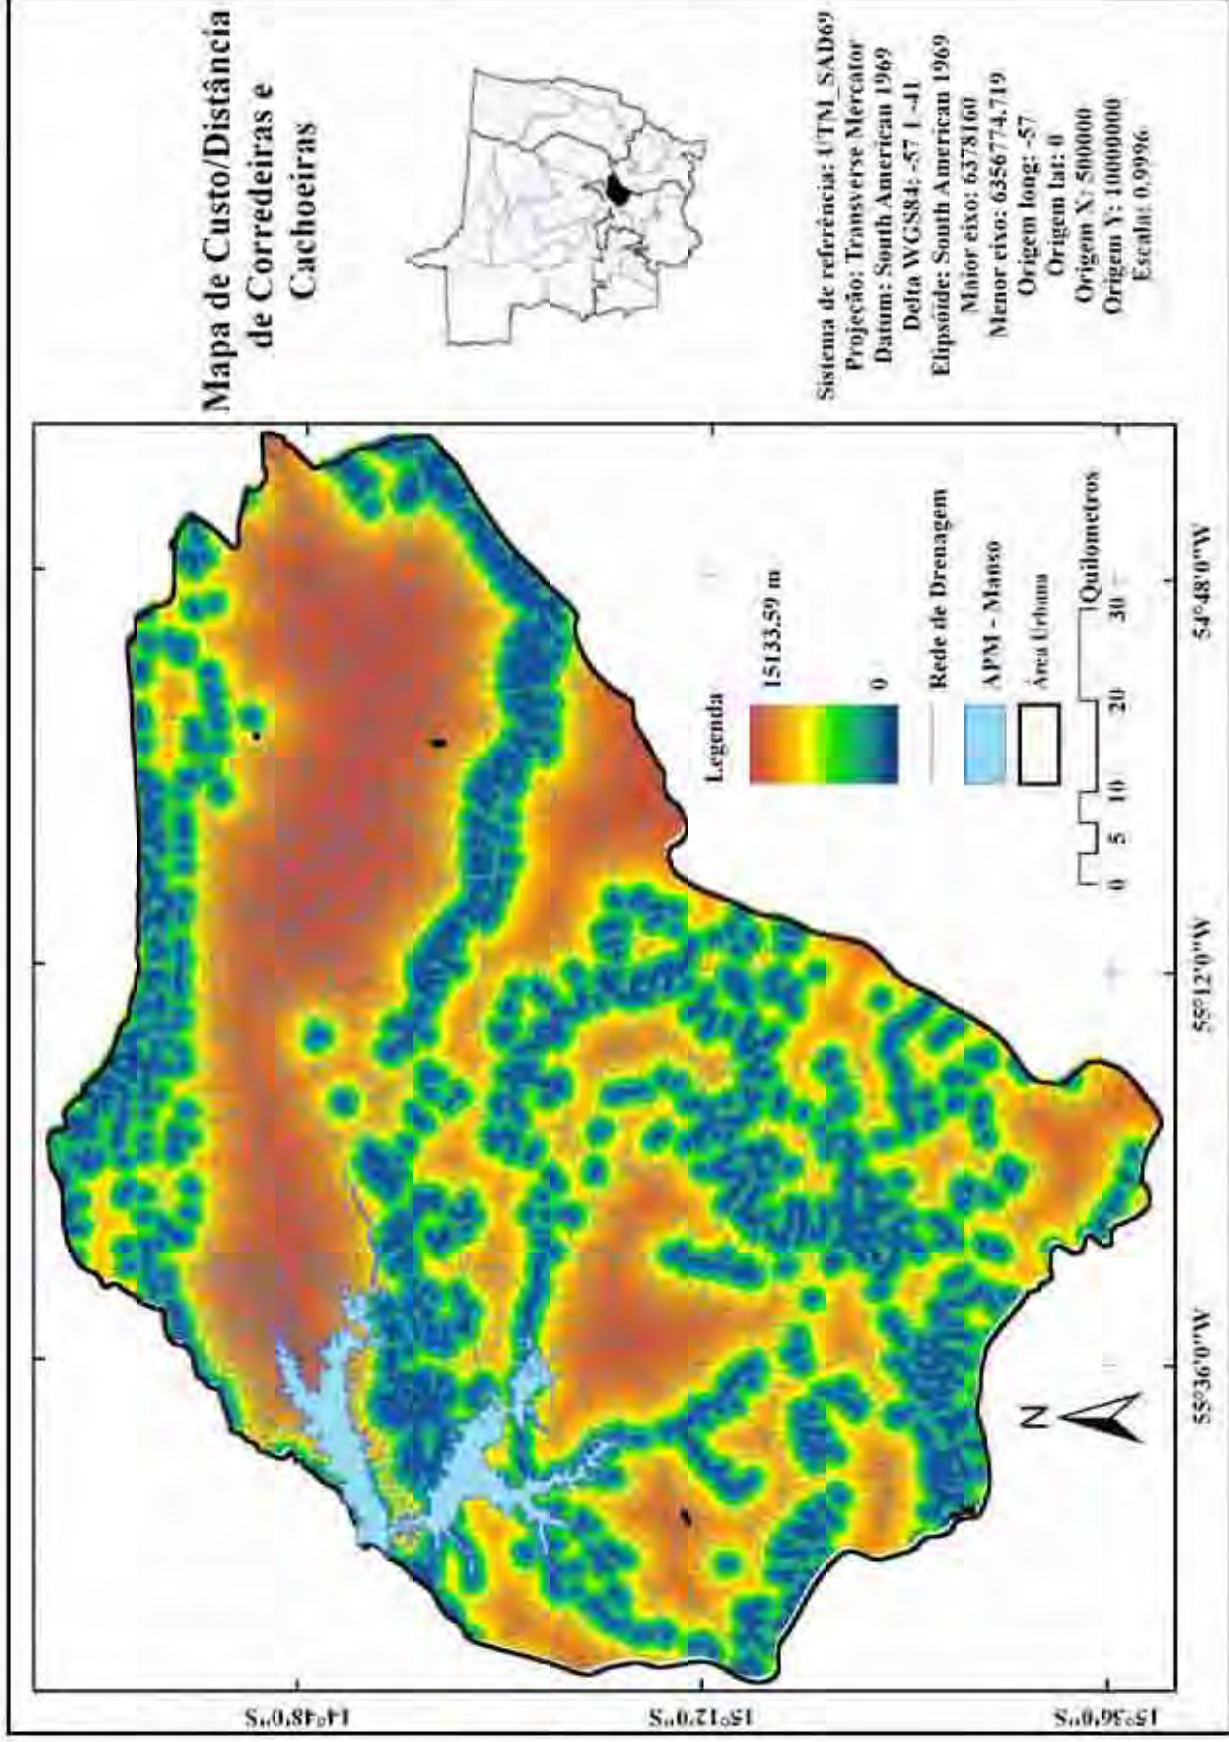 Mapa de Custo/Distância
de Corredeiras e
Cachoeiras
Sistema de referência: UTM_SAD69
Projeção: Transverse Mercator
Datum: South American 1969
Delta WGS84: -57 1 -41
Elipsóide: South American 1969
Maior eixo: 6378160
Menor eixo: 6356774.719
Origem long: -57
Origem lat: 0
Origem X: 500000
Origem Y: 10000000
Escala: 0.9996
Legenda
15133.59 m
0
Rede de Drenagem
APM - Manso
Área Urbana
0 5 10 20 30
Quilometros
N
14°48'0"S
15°12'0"S
15°36'0"S
55°36'0"W
55°12'0"W
54°48'0"W